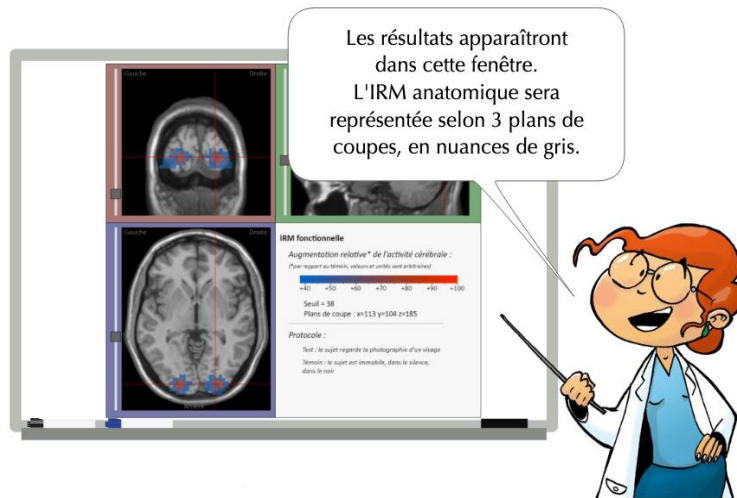 Les résultats apparaîtront
dans cette fenêtre.
L'IRM anatomique sera
représentée selon 3 plans de
coupes, en nuances de gris.
Gauche
Droite
Gauche
Droite
Arrière
IRM fonctionnelle
Augmentation relative* de l'activité cérébrale :
(*par rapport au témoin, valeurs et unités sont arbitraires)
+40 +50 +60 +70 +80 +90 +100
Seuil = 38
Plans de coupe : x=113 y=104 z=185
Protocole :
Test : le sujet regarde la photographie d'un visage
Témoin : le sujet est immobile, dans le silence,
dans le noir